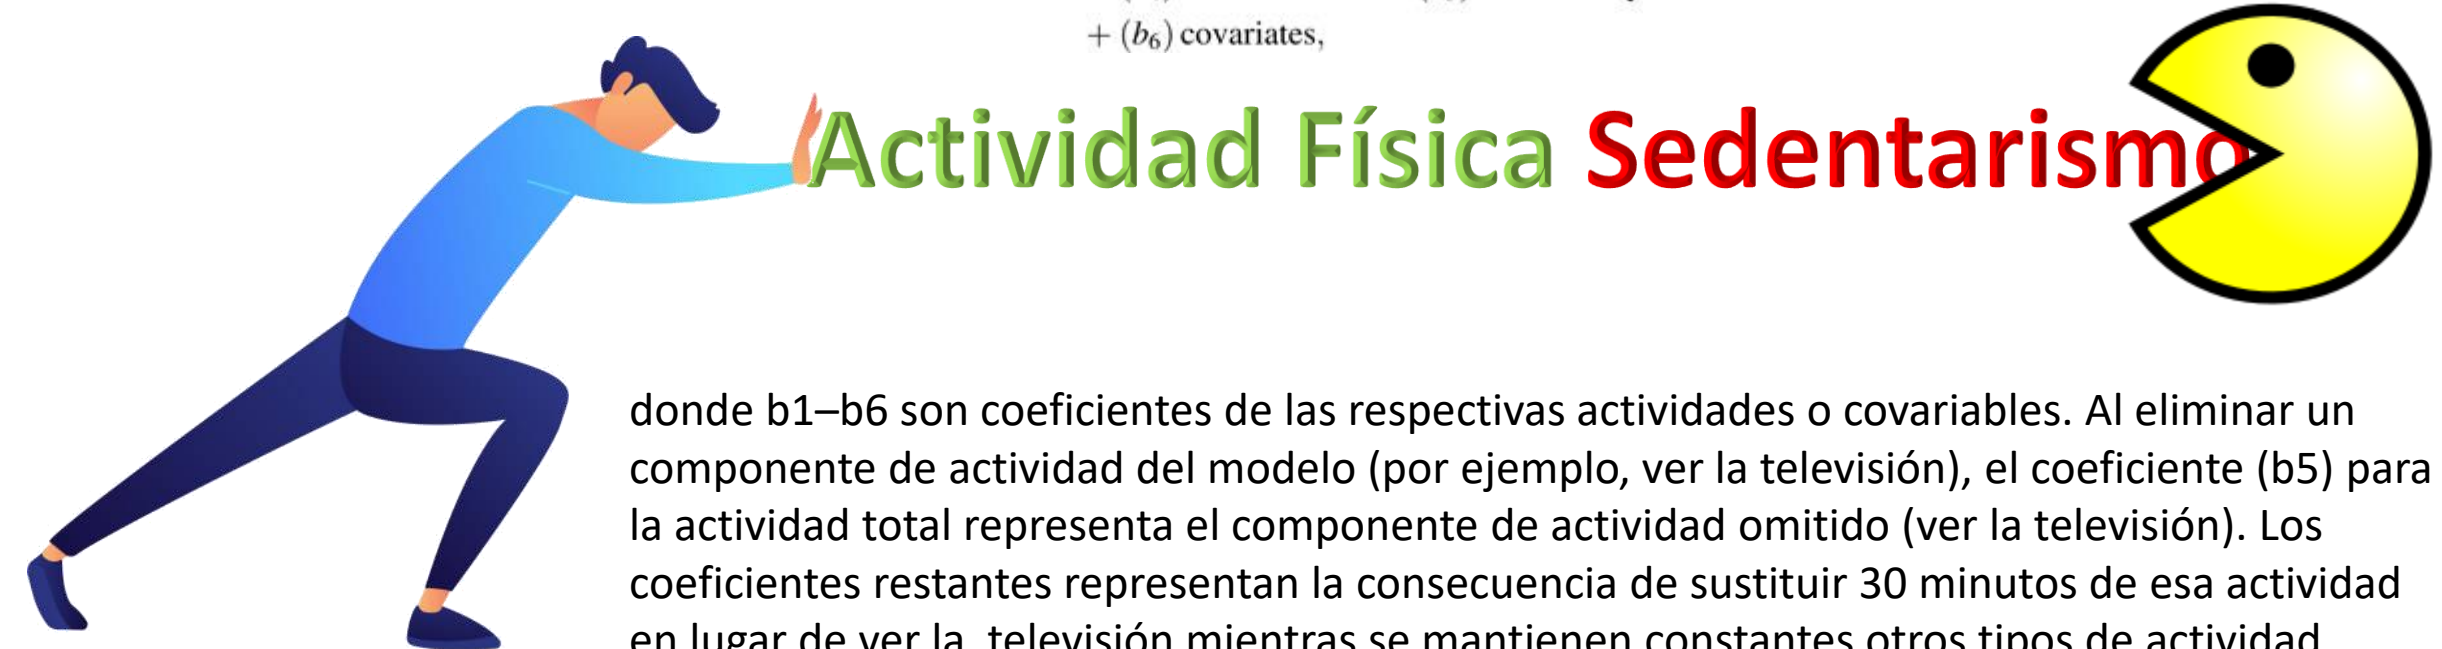 + (b₆) covariates,
Actividad Física Sedentarismo
donde b1–b6 son coeficientes de las respectivas actividades o covariables. Al eliminar un
componente de actividad del modelo (por ejemplo, ver la televisión), el coeficiente (b5) para
la actividad total representa el componente de actividad omitido (ver la televisión). Los
coeficientes restantes representan la consecuencia de sustituir 30 minutos de esa actividad
en lugar de ver la televisión mientras se mantienen constantes otros tipos de actividad